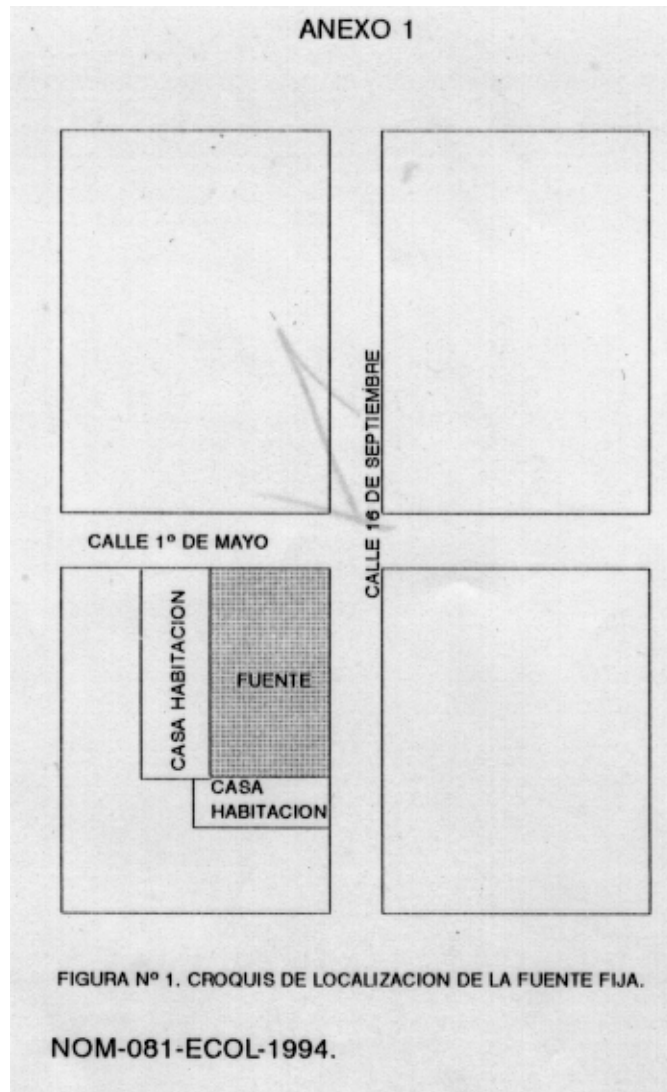 ANEXO 1
CALLE 16 DE SEPTIEMBRE
CALLE 1º DE MAYO
CASA HABITACION
FUENTE
CASA
HABITACION
FIGURA Nº 1. CROQUIS DE LOCALIZACION DE LA FUENTE FIJA.
NOM-081-ECOL-1994.